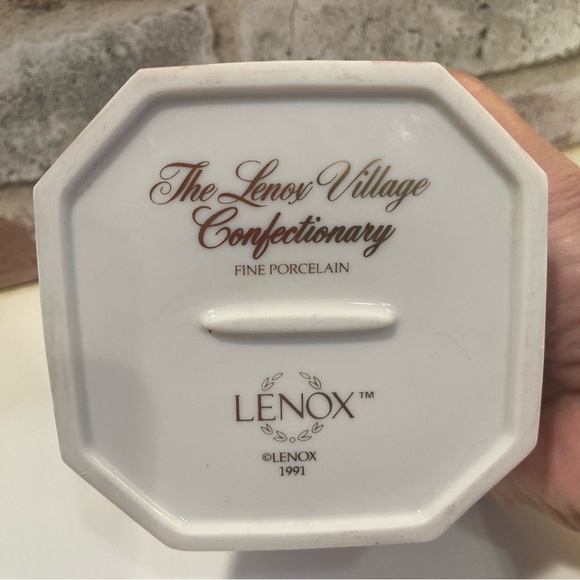 The Lenox Village
Confectionary
FINE PORCELAIN
LENOX™
©LENOX
1991